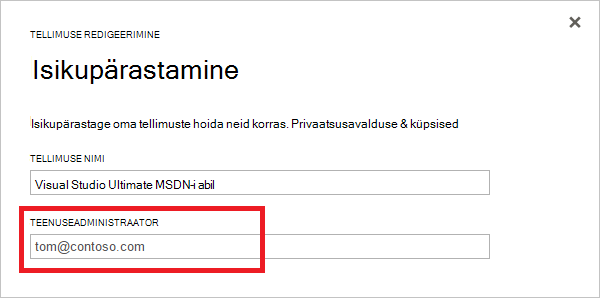 TELLIMUSE REDIGEERIMINE
Isikupärastamine
Isikupärastage oma tellimuste hoida neid korras. Privaatsusavalduse & küpsised
TELLIMUSE NIMI
Visual Studio Ultimate MSDN-i abil
TEENUSEADMINISTRAATOR
tom@contoso.com